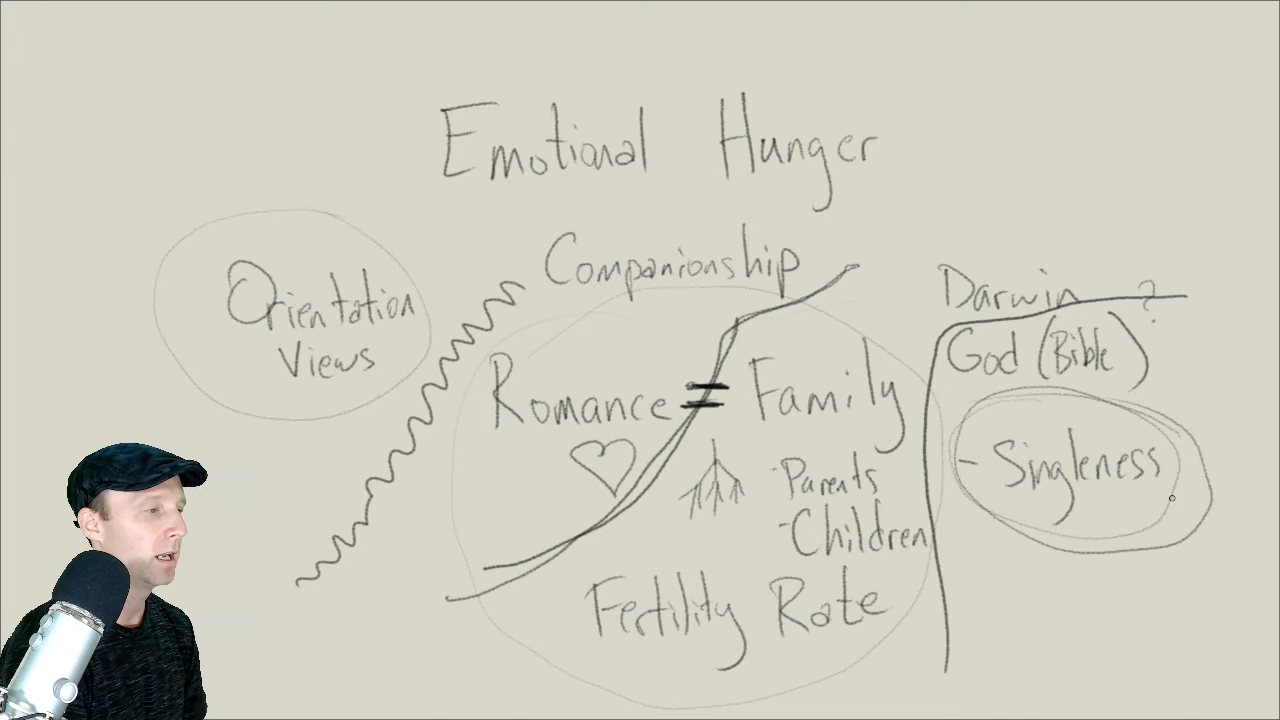 Emotional Hunger
Orientation
Views
Companionship
Romance = Family
- Parents
- Children
Fertility Rate
Darwin ?
God (Bible)
- Singleness